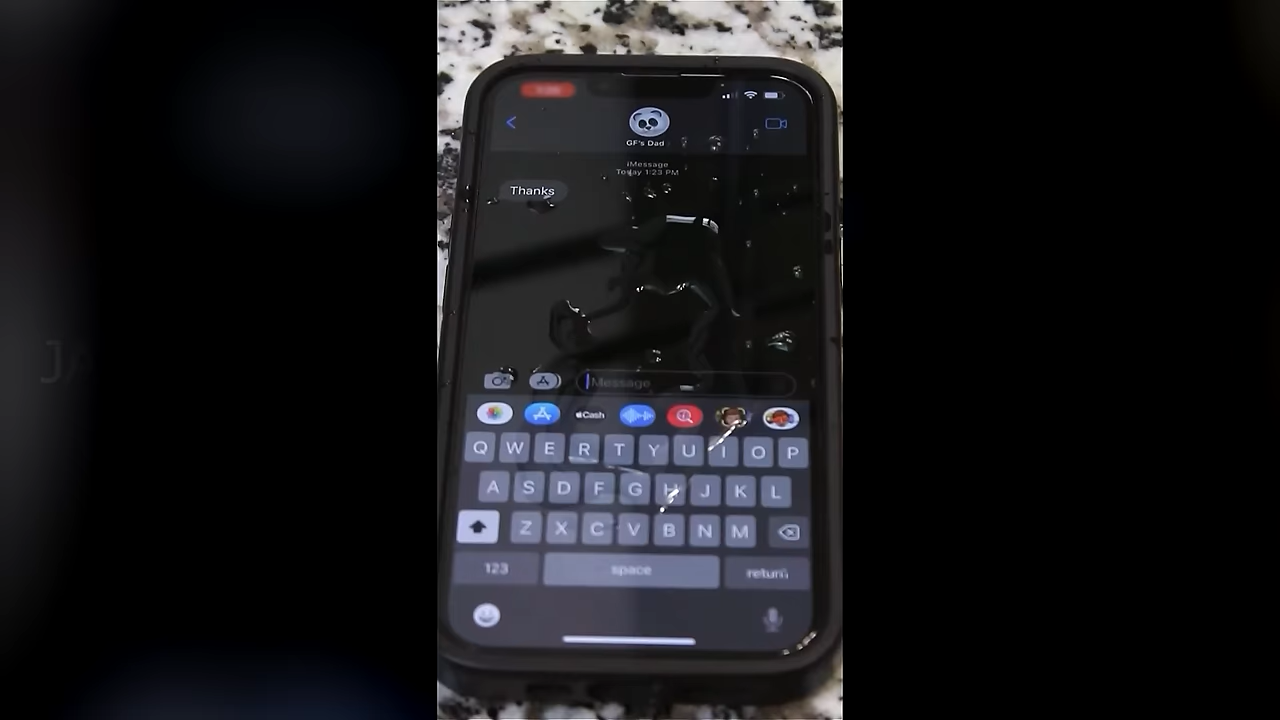 GF's Dad
iMessage
Today 1:23 PM
Thanks
Message
Cash
Q W E R T Y U I O P
A S D F G H J K L
Z X C V B N M
123 space return